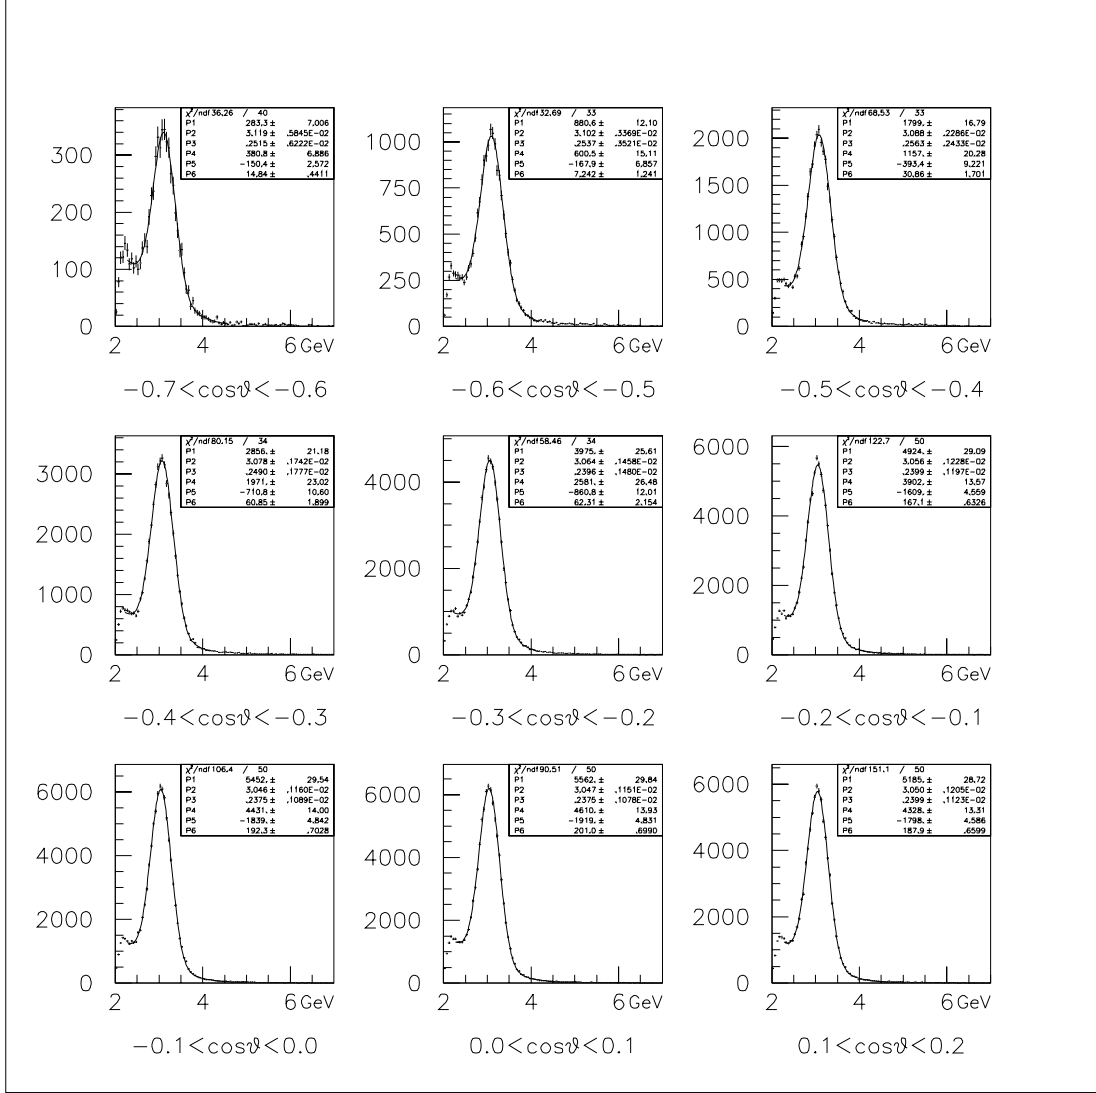 χ²/ndf 36.26 / 40
P1 283.3 ± 7.006
P2 3.119 ± .5845E-02
P3 .2515 ± .6222E-02
P4 380.8 ± 6.886
P5 -150.4 ± 2.572
P6 14.84 ± .4411
300
200
100
0
2 4 6 GeV
−0.7<cosϑ<−0.6
χ²/ndf 32.69 / 33
P1 880.6 ± 12.10
P2 3.102 ± .3369E-02
P3 .2537 ± .3521E-02
P4 600.5 ± 15.11
P5 -167.9 ± 6.857
P6 7.242 ± 1.241
1000
750
500
250
0
2 4 6 GeV
−0.6<cosϑ<−0.5
χ²/ndf 68.53 / 33
P1 1799. ± 16.79
P2 3.088 ± .2286E-02
P3 .2563 ± .2433E-02
P4 1157. ± 20.28
P5 -393.4 ± 9.221
P6 30.86 ± 1.701
2000
1500
1000
500
0
2 4 6 GeV
−0.5<cosϑ<−0.4
χ²/ndf 80.15 / 34
P1 2856. ± 21.18
P2 3.078 ± .1742E-02
P3 .2490 ± .1777E-02
P4 1971. ± 23.02
P5 -710.8 ± 10.60
P6 60.85 ± 1.899
3000
2000
1000
0
2 4 6 GeV
−0.4<cosϑ<−0.3
χ²/ndf 58.46 / 34
P1 3975. ± 25.61
P2 3.064 ± .1458E-02
P3 .2396 ± .1480E-02
P4 2581. ± 26.48
P5 -860.8 ± 12.01
P6 62.31 ± 2.154
4000
2000
0
2 4 6 GeV
−0.3<cosϑ<−0.2
χ²/ndf 122.7 / 50
P1 4924. ± 29.09
P2 3.056 ± .1228E-02
P3 .2399 ± .1197E-02
P4 3902. ± 13.57
P5 -1609. ± 4.559
P6 167.1 ± .6326
6000
4000
2000
0
2 4 6 GeV
−0.2<cosϑ<−0.1
χ²/ndf 106.4 / 50
P1 5452. ± 29.54
P2 3.046 ± .1160E-02
P3 .2375 ± .1089E-02
P4 4431. ± 14.00
P5 -1839. ± 4.842
P6 192.3 ± .7028
6000
4000
2000
0
2 4 6 GeV
−0.1<cosϑ<0.0
χ²/ndf 90.51 / 50
P1 5562. ± 29.84
P2 3.047 ± .1151E-02
P3 .2375 ± .1078E-02
P4 4610. ± 13.93
P5 -1919. ± 4.831
P6 201.0 ± .6990
6000
4000
2000
0
2 4 6 GeV
0.0<cosϑ<0.1
χ²/ndf 151.1 / 50
P1 5185. ± 28.72
P2 3.050 ± .1205E-02
P3 .2399 ± .1123E-02
P4 4328. ± 13.31
P5 -1798. ± 4.586
P6 187.9 ± .6599
6000
4000
2000
0
2 4 6 GeV
0.1<cosϑ<0.2